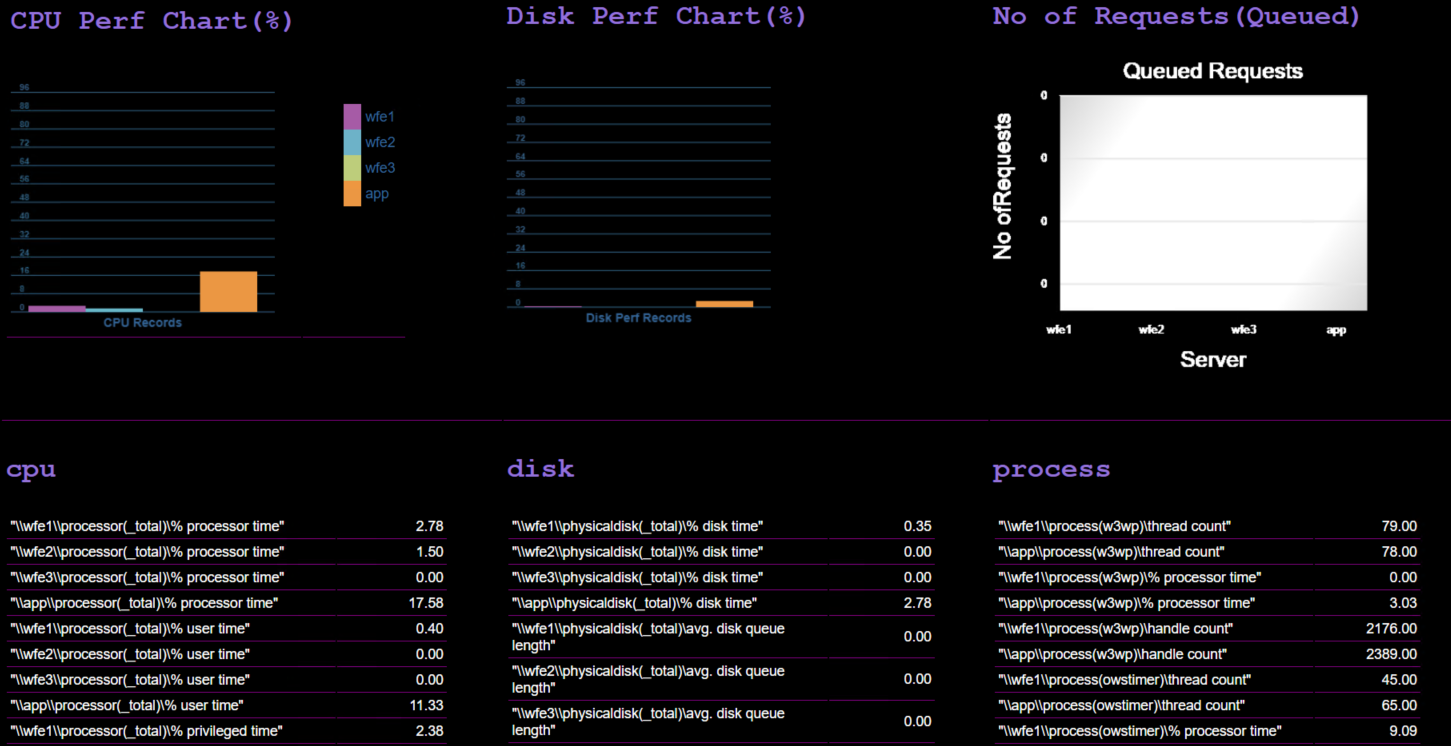 CPU Perf Chart(%)
96
88
80
72
64
56
48
40
32
24
16
8
0
CPU Records
wfe1
wfe2
wfe3
app
Disk Perf Chart(%)
96
88
80
72
64
56
48
40
32
24
16
8
0
Disk Perf Records
No of Requests(Queued)
Queued Requests
No ofRequests
0
0
0
0
wfe1 wfe2 wfe3 app
Server
cpu
"\\wfe1\\processor(_total)\% processor time" 2.78
"\\wfe2\\processor(_total)\% processor time" 1.50
"\\wfe3\\processor(_total)\% processor time" 0.00
"\\app\\processor(_total)\% processor time" 17.58
"\\wfe1\\processor(_total)\% user time" 0.40
"\\wfe2\\processor(_total)\% user time" 0.00
"\\wfe3\\processor(_total)\% user time" 0.00
"\\app\\processor(_total)\% user time" 11.33
"\\wfe1\\processor(_total)\% privileged time" 2.38
disk
"\\wfe1\\physicaldisk(_total)\% disk time" 0.35
"\\wfe2\\physicaldisk(_total)\% disk time" 0.00
"\\wfe3\\physicaldisk(_total)\% disk time" 0.00
"\\app\\physicaldisk(_total)\% disk time" 2.78
"\\wfe1\\physicaldisk(_total)\avg. disk queue
length" 0.00
"\\wfe2\\physicaldisk(_total)\avg. disk queue
length" 0.00
"\\wfe3\\physicaldisk(_total)\avg. disk queue
length" 0.00
process
"\\wfe1\\process(w3wp)\thread count" 79.00
"\\app\\process(w3wp)\thread count" 78.00
"\\wfe1\\process(w3wp)\% processor time" 0.00
"\\app\\process(w3wp)\% processor time" 3.03
"\\wfe1\\process(w3wp)\handle count" 2176.00
"\\app\\process(w3wp)\handle count" 2389.00
"\\wfe1\\process(owstimer)\thread count" 45.00
"\\app\\process(owstimer)\thread count" 65.00
"\\wfe1\\process(owstimer)\% processor time" 9.09